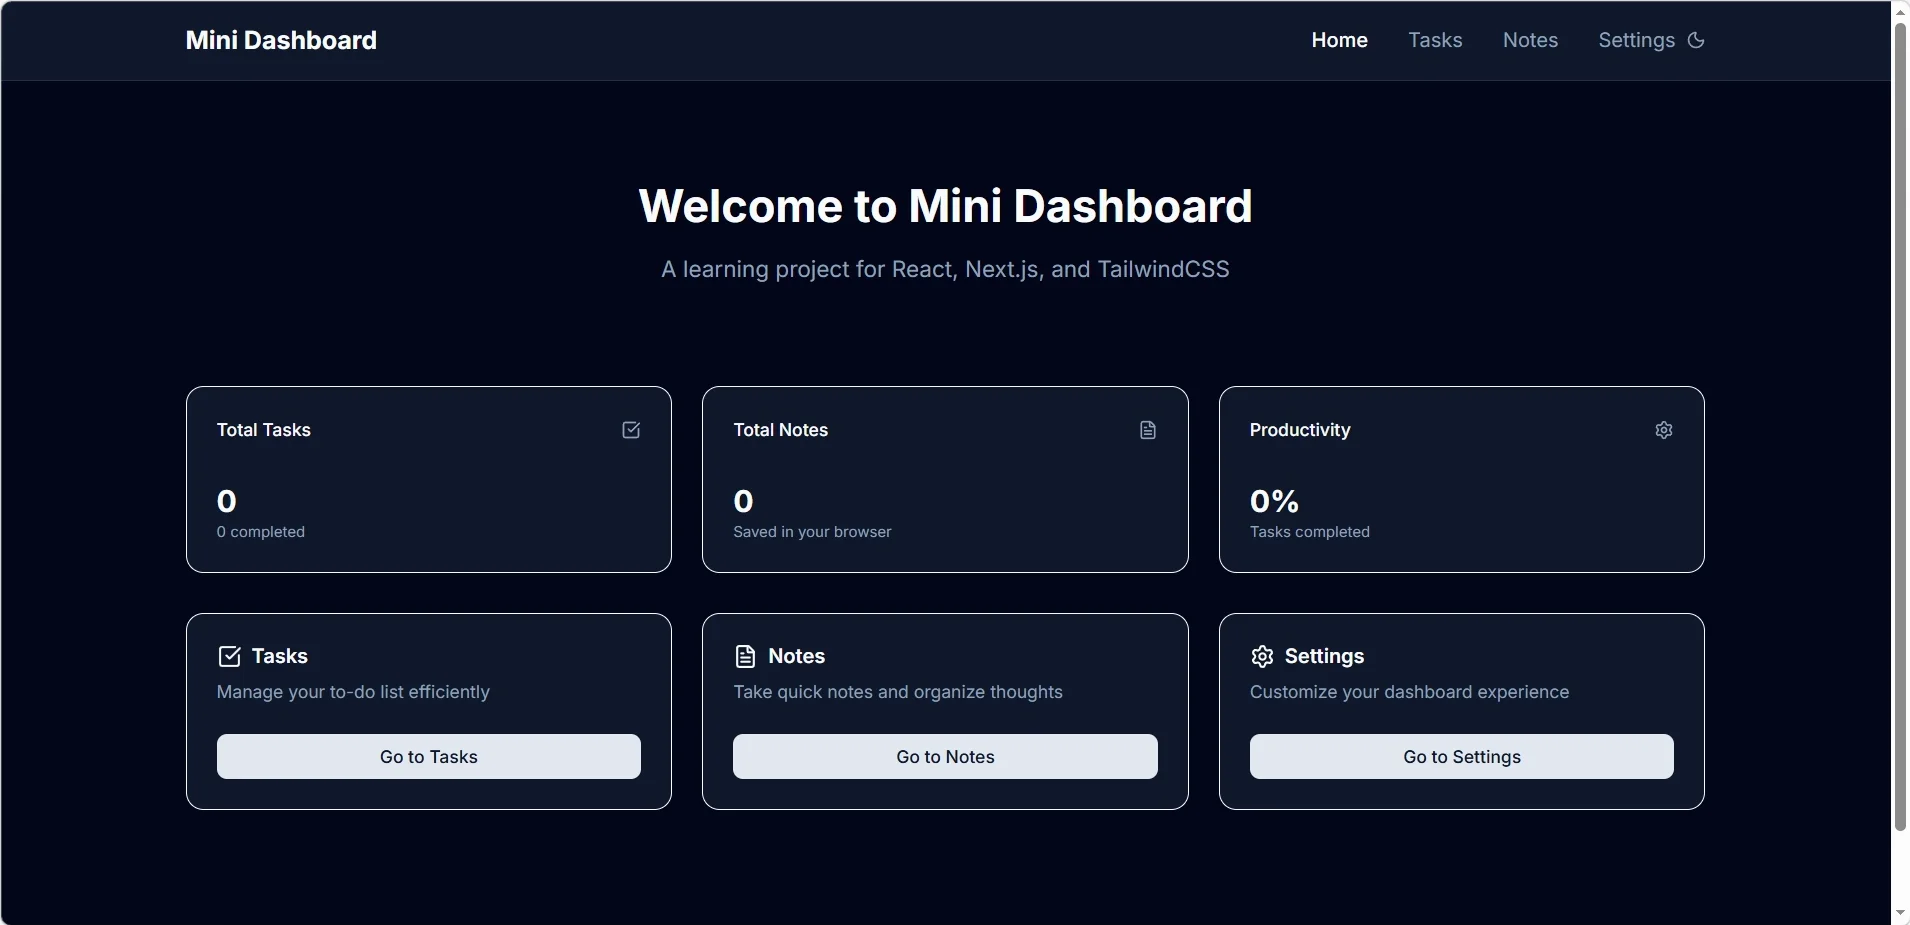 Mini Dashboard
Home Tasks Notes Settings
Welcome to Mini Dashboard
A learning project for React, Next.js, and TailwindCSS
Total Tasks
0
0 completed
Total Notes
0
Saved in your browser
Productivity
0%
Tasks completed
Tasks
Manage your to-do list efficiently
Go to Tasks
Notes
Take quick notes and organize thoughts
Go to Notes
Settings
Customize your dashboard experience
Go to Settings